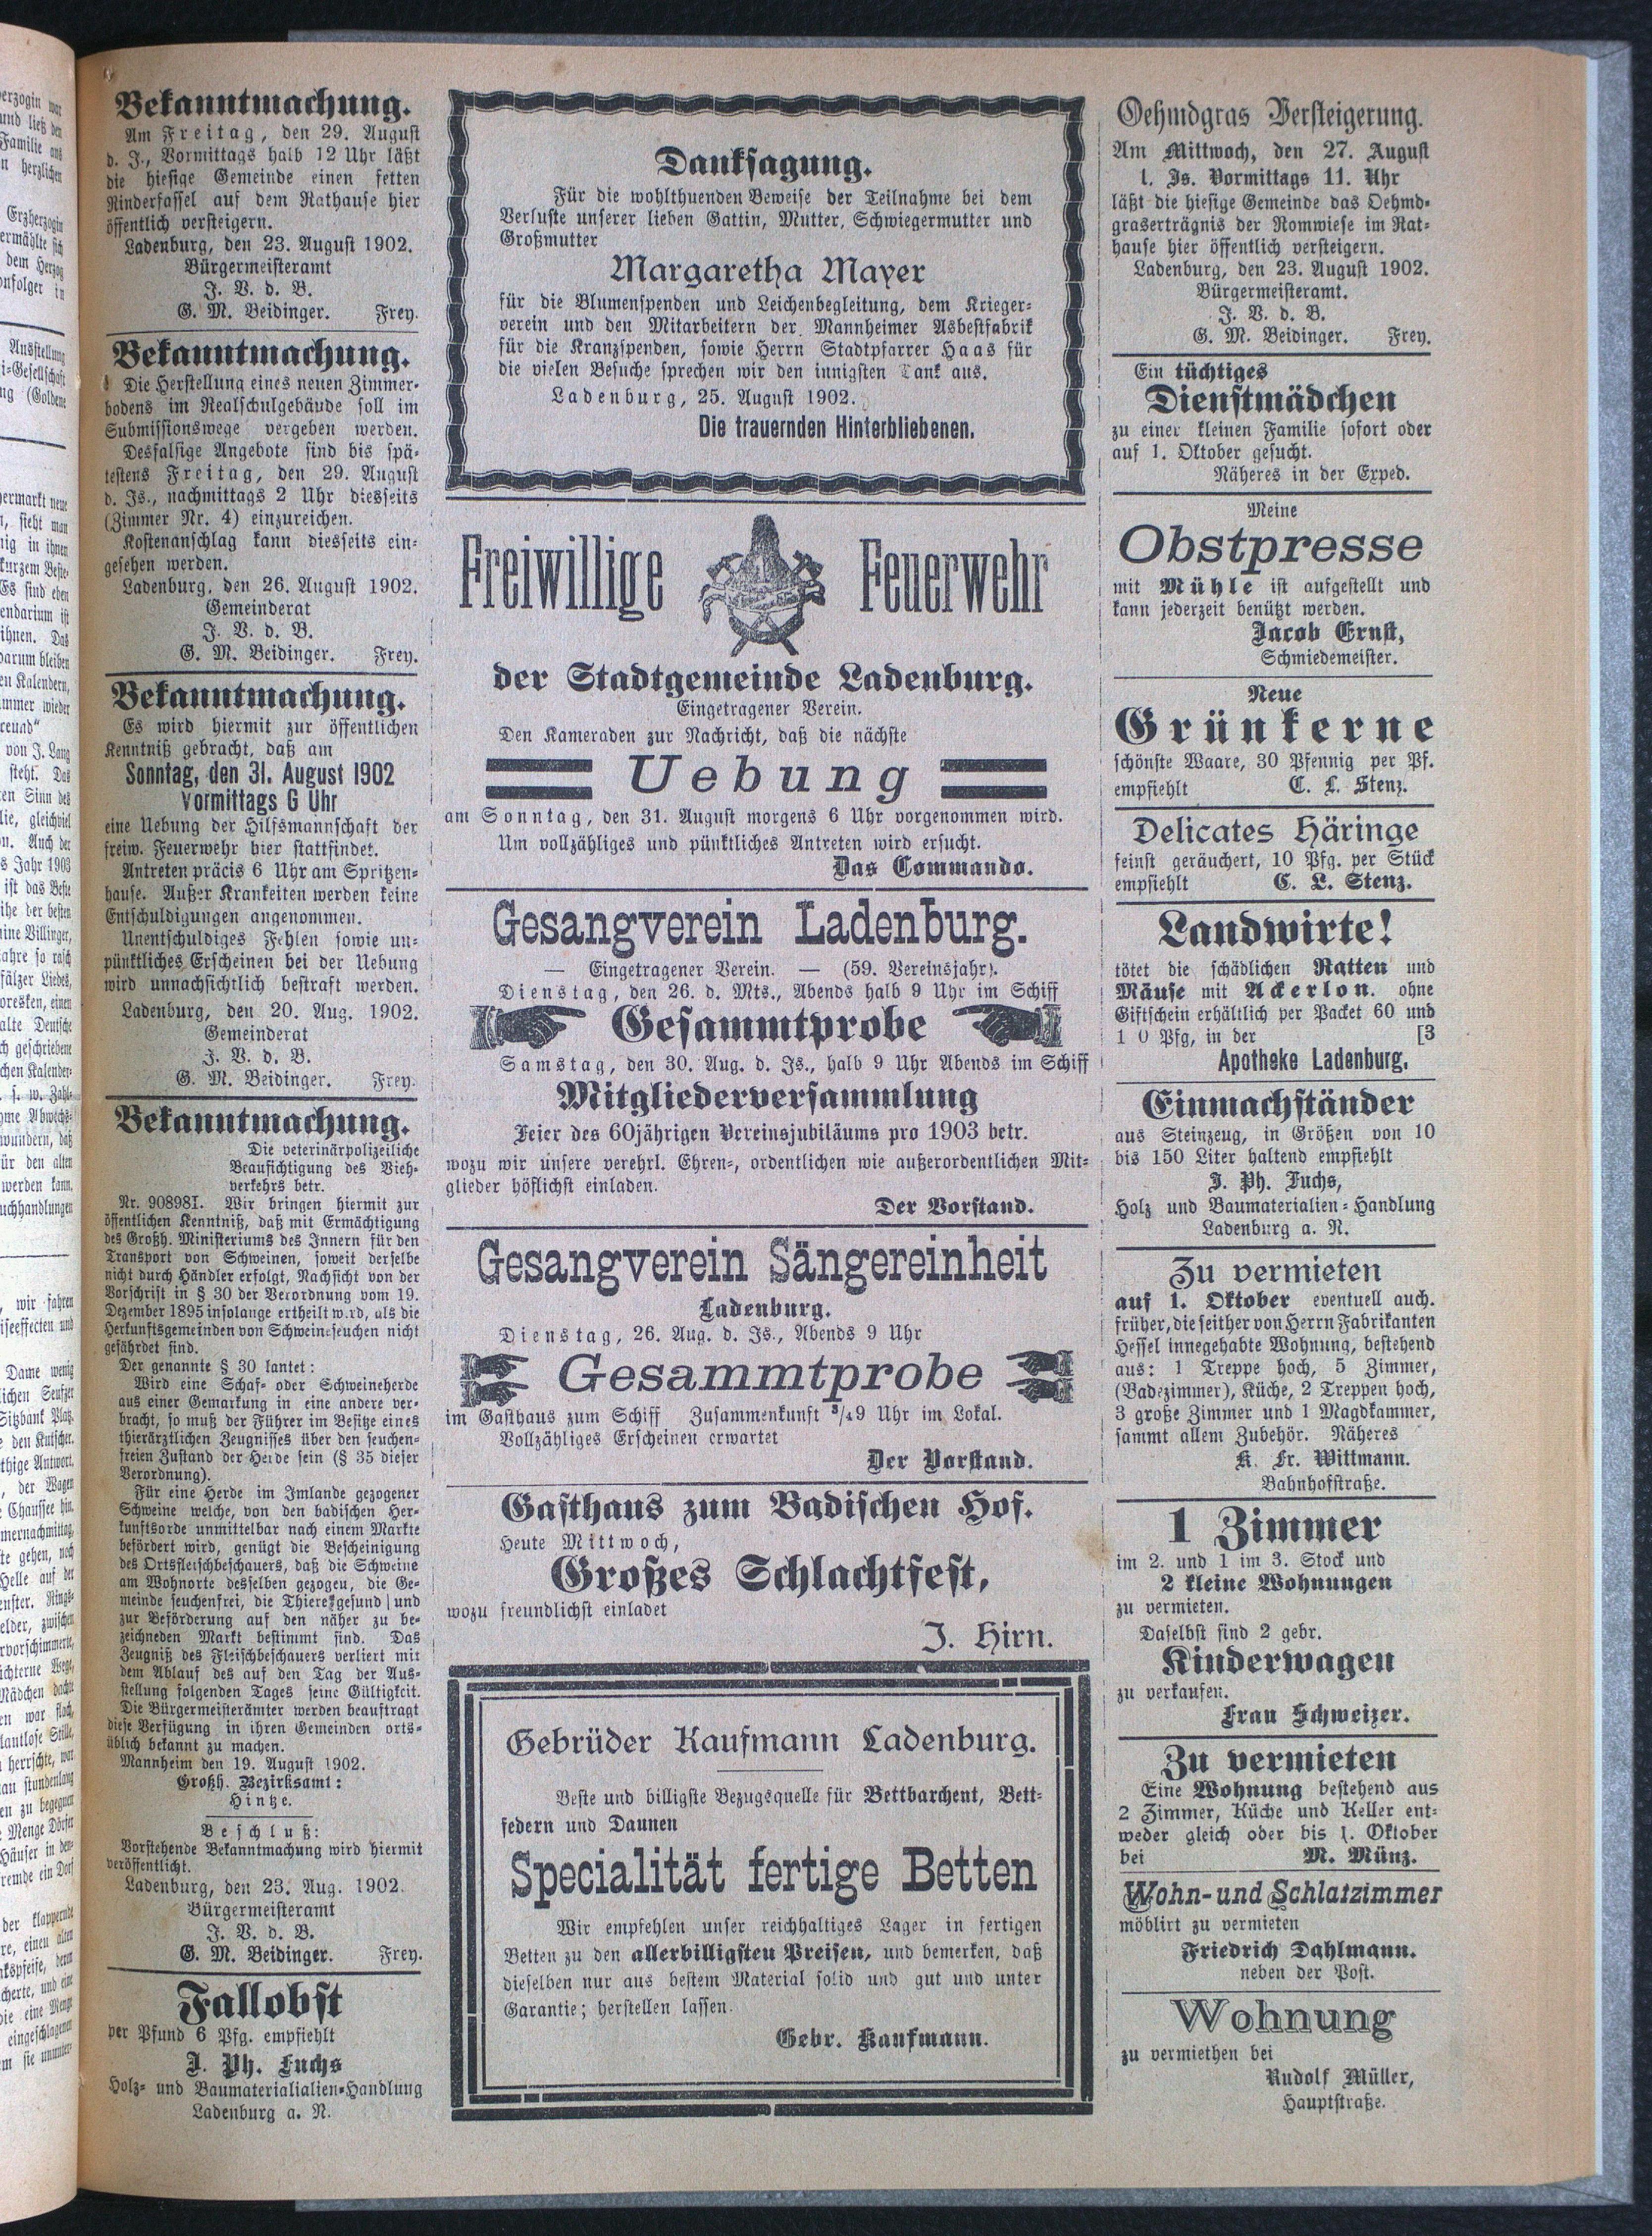 Bekanntmachung.
Am Freitag, den 29. August
d. J., Vormittags halb 12 Uhr läßt
die hiesige Gemeinde einen fetten
Rinderfassel auf dem Rathause hier
öffentlich versteigern.
Ladenburg, den 23. August 1902.
Bürgermeisteramt
J. V. d. B.
G. M. Beidinger. Frey.
Bekanntmachung.
Die Herstellung eines neuen Zimmer-
bodens im Realschulgebäude soll im
Submissionswege vergeben werden.
Desfalsige Angebote sind bis spä-
testens Freitag, den 29. August
d. Js., nachmittags 2 Uhr diesseits
(Zimmer Nr. 4) einzureichen.
Kostenanschlag kann diesseits ein-
gesehen werden.
Ladenburg, den 26. August 1902.
Gemeinderat
J. V. d. B.
G. M. Beidinger. Frey.
Bekanntmachung.
Es wird hiermit zur öffentlichen
Kenntniß gebracht, daß am
Sonntag, den 31. August 1902
Vormittags 6 Uhr
eine Uebung der Hilfsmannschaft der
freiw. Feuerwehr hier stattfindet.
Antreten präcis 6 Uhr am Spritzen-
hause. Außer Krankeiten werden keine
Entschuldigungen angenommen.
Unentschuldiges Fehlen sowie un-
pünktliches Erscheinen bei der Uebung
wird unnachsichtlich bestraft werden.
Ladenburg, den 20. Aug. 1902.
Gemeinderat
J. V. d. B.
G. M. Beidinger. Frey.
Bekanntmachung.
Die veterinärpolizeiliche
Beaufichtigung des Vieh-
verkehrs betr.
Nr. 90898I. Wir bringen hiermit zur
öffentlichen Kenntniß, daß mit Ermächtigung
des Großh. Ministeriums des Innern für den
Transport von Schweinen, soweit derselbe
nicht durch Händler erfolgt, Nachsicht von der
Vorschrift in § 30 der Verordnung vom 19.
Dezember 1895 insolange ertheilt wird, als die
Herkunftsgemeinden von Schweineseuchen nicht
gefährdet sind.
Der genannte § 30 lautet:
Wird eine Schaf- oder Schweineherde
aus einer Gemarkung in eine andere ver-
bracht, so muß der Führer im Besitze eines
thierärztlichen Zeugnisses über den seuchen-
freien Zustand der Herde sein (§ 35 dieser
Verordnung).
Für eine Herde im Imlande gezogener
Schweine welche, von den badischen Her-
kunftsorde unmittelbar nach einem Markte
befördert wird, genügt die Bescheinigung
des Ortsfleischbeschauers, daß die Schweine
am Wohnorte desselben gezogeu, die Ge-
meinde seuchenfrei, die Thiere gesund und
zur Beförderung auf den näher zu be-
zeichneden Markt bestimmt sind. Das
Zeugniß des Fleischbeschauers verliert mit
dem Ablauf des auf den Tag der Aus-
stellung folgenden Tages seine Gültigkeit.
Die Bürgermeisterämter werden beauftragt
diese Verfügung in ihren Gemeinden orts-
üblich bekannt zu machen.
Mannheim den 19. August 1902.
Großh. Bezirksamt:
Hintze.
Beschluß:
Vorstehende Bekanntmachung wird hiermit
veröffentlicht.
Ladenburg, den 23. Aug. 1902.
Bürgermeisteramt
J. V. d. B.
G. M. Beidinger. Frey.
Fallobst
per Pfund 6 Pfg. empfiehlt
J. Ph. Fuchs
Holz- und Baumaterialialien-Handlung
Ladenburg a. N.
Danksagung.
Für die wohlthuenden Beweise der Teilnahme bei dem
Verluste unserer lieben Gattin, Mutter, Schwiegermutter und
Großmutter
Margaretha Mayer
für die Blumenspenden und Leichenbegleitung, dem Krieger-
verein und den Mitarbeitern der Mannheimer Asbestfabrik
für die Kranzspenden, sowie Herrn Stadtpfarrer Haas für
die vielen Besuche sprechen wir den innigsten Dank aus.
Ladenburg, 25. August 1902.
Die trauernden Hinterbliebenen.
Freiwillige Feuerwehr
der Stadtgemeinde Ladenburg.
Eingetragener Verein.
Den Kameraden zur Nachricht, daß die nächste
Uebung
am Sonntag, den 31. August morgens 6 Uhr vorgenommen wird.
Um vollzähliges und pünktliches Antreten wird ersucht.
Das Commando.
Gesangverein Ladenburg.
— Eingetragener Verein. — (59. Vereinsjahr).
Dienstag, den 26. d. Mts., Abends halb 9 Uhr im Schiff
Gesammtprobe
Samstag, den 30. Aug. d. Js., halb 9 Uhr Abends im Schiff
Mitgliederversammlung
Feier des 60jährigen Vereinsjubiläums pro 1903 betr.
wozu wir unsere verehrl. Ehren-, ordentlichen wie außerordentlichen Mit-
glieder höflichst einladen.
Der Vorstand.
Gesangverein Sängereinheit
Ladenburg.
Dienstag, 26. Aug. d. Js., Abends 9 Uhr
Gesammtprobe
im Gasthaus zum Schiff Zusammenkunft ³/₄9 Uhr im Lokal.
Vollzähliges Erscheinen erwartet
Der Vorstand.
Gasthaus zum Badischen Hof.
Heute Mittwoch,
Großes Schlachtfest,
wozu freundlichst einladet
J. Hirn.
Gebrüder Kaufmann Ladenburg.
Beste und billigste Bezugsquelle für Bettbarchent, Bett-
federn und Daunen
Specialität fertige Betten
Wir empfehlen unser reichhaltiges Lager in fertigen
Betten zu den allerbilligsten Preisen, und bemerken, daß
dieselben nur aus bestem Material solid und gut und unter
Garantie; herstellen lassen.
Gebr. Kaufmann.
Oehmdgras Versteigerung.
Am Mittwoch, den 27. August
l. Js. Vormittags 11. Uhr
läßt die hiesige Gemeinde das Oehmd-
graserträgnis der Nomwiese im Rat-
hause hier öffentlich versteigern.
Ladenburg, den 23. August 1902.
Bürgermeisteramt.
J. V. d. B.
G. M. Beidinger. Frey.
Ein tüchtiges
Dienstmädchen
zu einer kleinen Familie sofort oder
auf 1. Oktober gesucht.
Näheres in der Exped.
Meine
Obstpresse
mit Mühle ist aufgestellt und
kann jederzeit benützt werden.
Jacob Ernst,
Schmiedemeister.
Neue
Grünkerne
schönste Waare, 30 Pfennig per Pf.
empfiehlt C. L. Stenz.
Delicates Häringe
feinst geräuchert, 10 Pfg. per Stück
empfiehlt C. L. Stenz.
Landwirte!
tötet die schädlichen Ratten und
Mäuse mit Ackerlon. ohne
Giftschein erhältlich per Packet 60 und
1 0 Pfg, in der [3
Apotheke Ladenburg.
Einmachständer
aus Steinzeug, in Größen von 10
bis 150 Liter haltend empfiehlt
J. Ph. Fuchs,
Holz und Baumaterialien-Handlung
Ladenburg a. N.
Zu vermieten
auf 1. Oktober eventuell auch.
früher, die seither von Herrn Fabrikanten
Hessel innegehabte Wohnung, bestehend
aus: 1 Treppe hoch, 5 Zimmer,
(Badezimmer), Küche, 2 Treppen hoch,
3 große Zimmer und 1 Magdkammer,
sammt allem Zubehör. Näheres
K. Fr. Wittmann.
Bahnhofstraße.
1 Zimmer
im 2. und 1 im 3. Stock und
2 kleine Wohnungen
zu vermieten.
Daselbst sind 2 gebr.
Kinderwagen
zu verkaufen.
Frau Schweizer.
Zu vermieten
Eine Wohnung bestehend aus
2 Zimmer, Küche und Keller ent-
weder gleich oder bis 1. Oktober
bei M. Münz.
Wohn- und Schlafzimmer
möblirt zu vermieten
Friedrich Dahlmann.
neben der Post.
Wohnung
zu vermiethen bei
Rudolf Müller,
Hauptstraße.